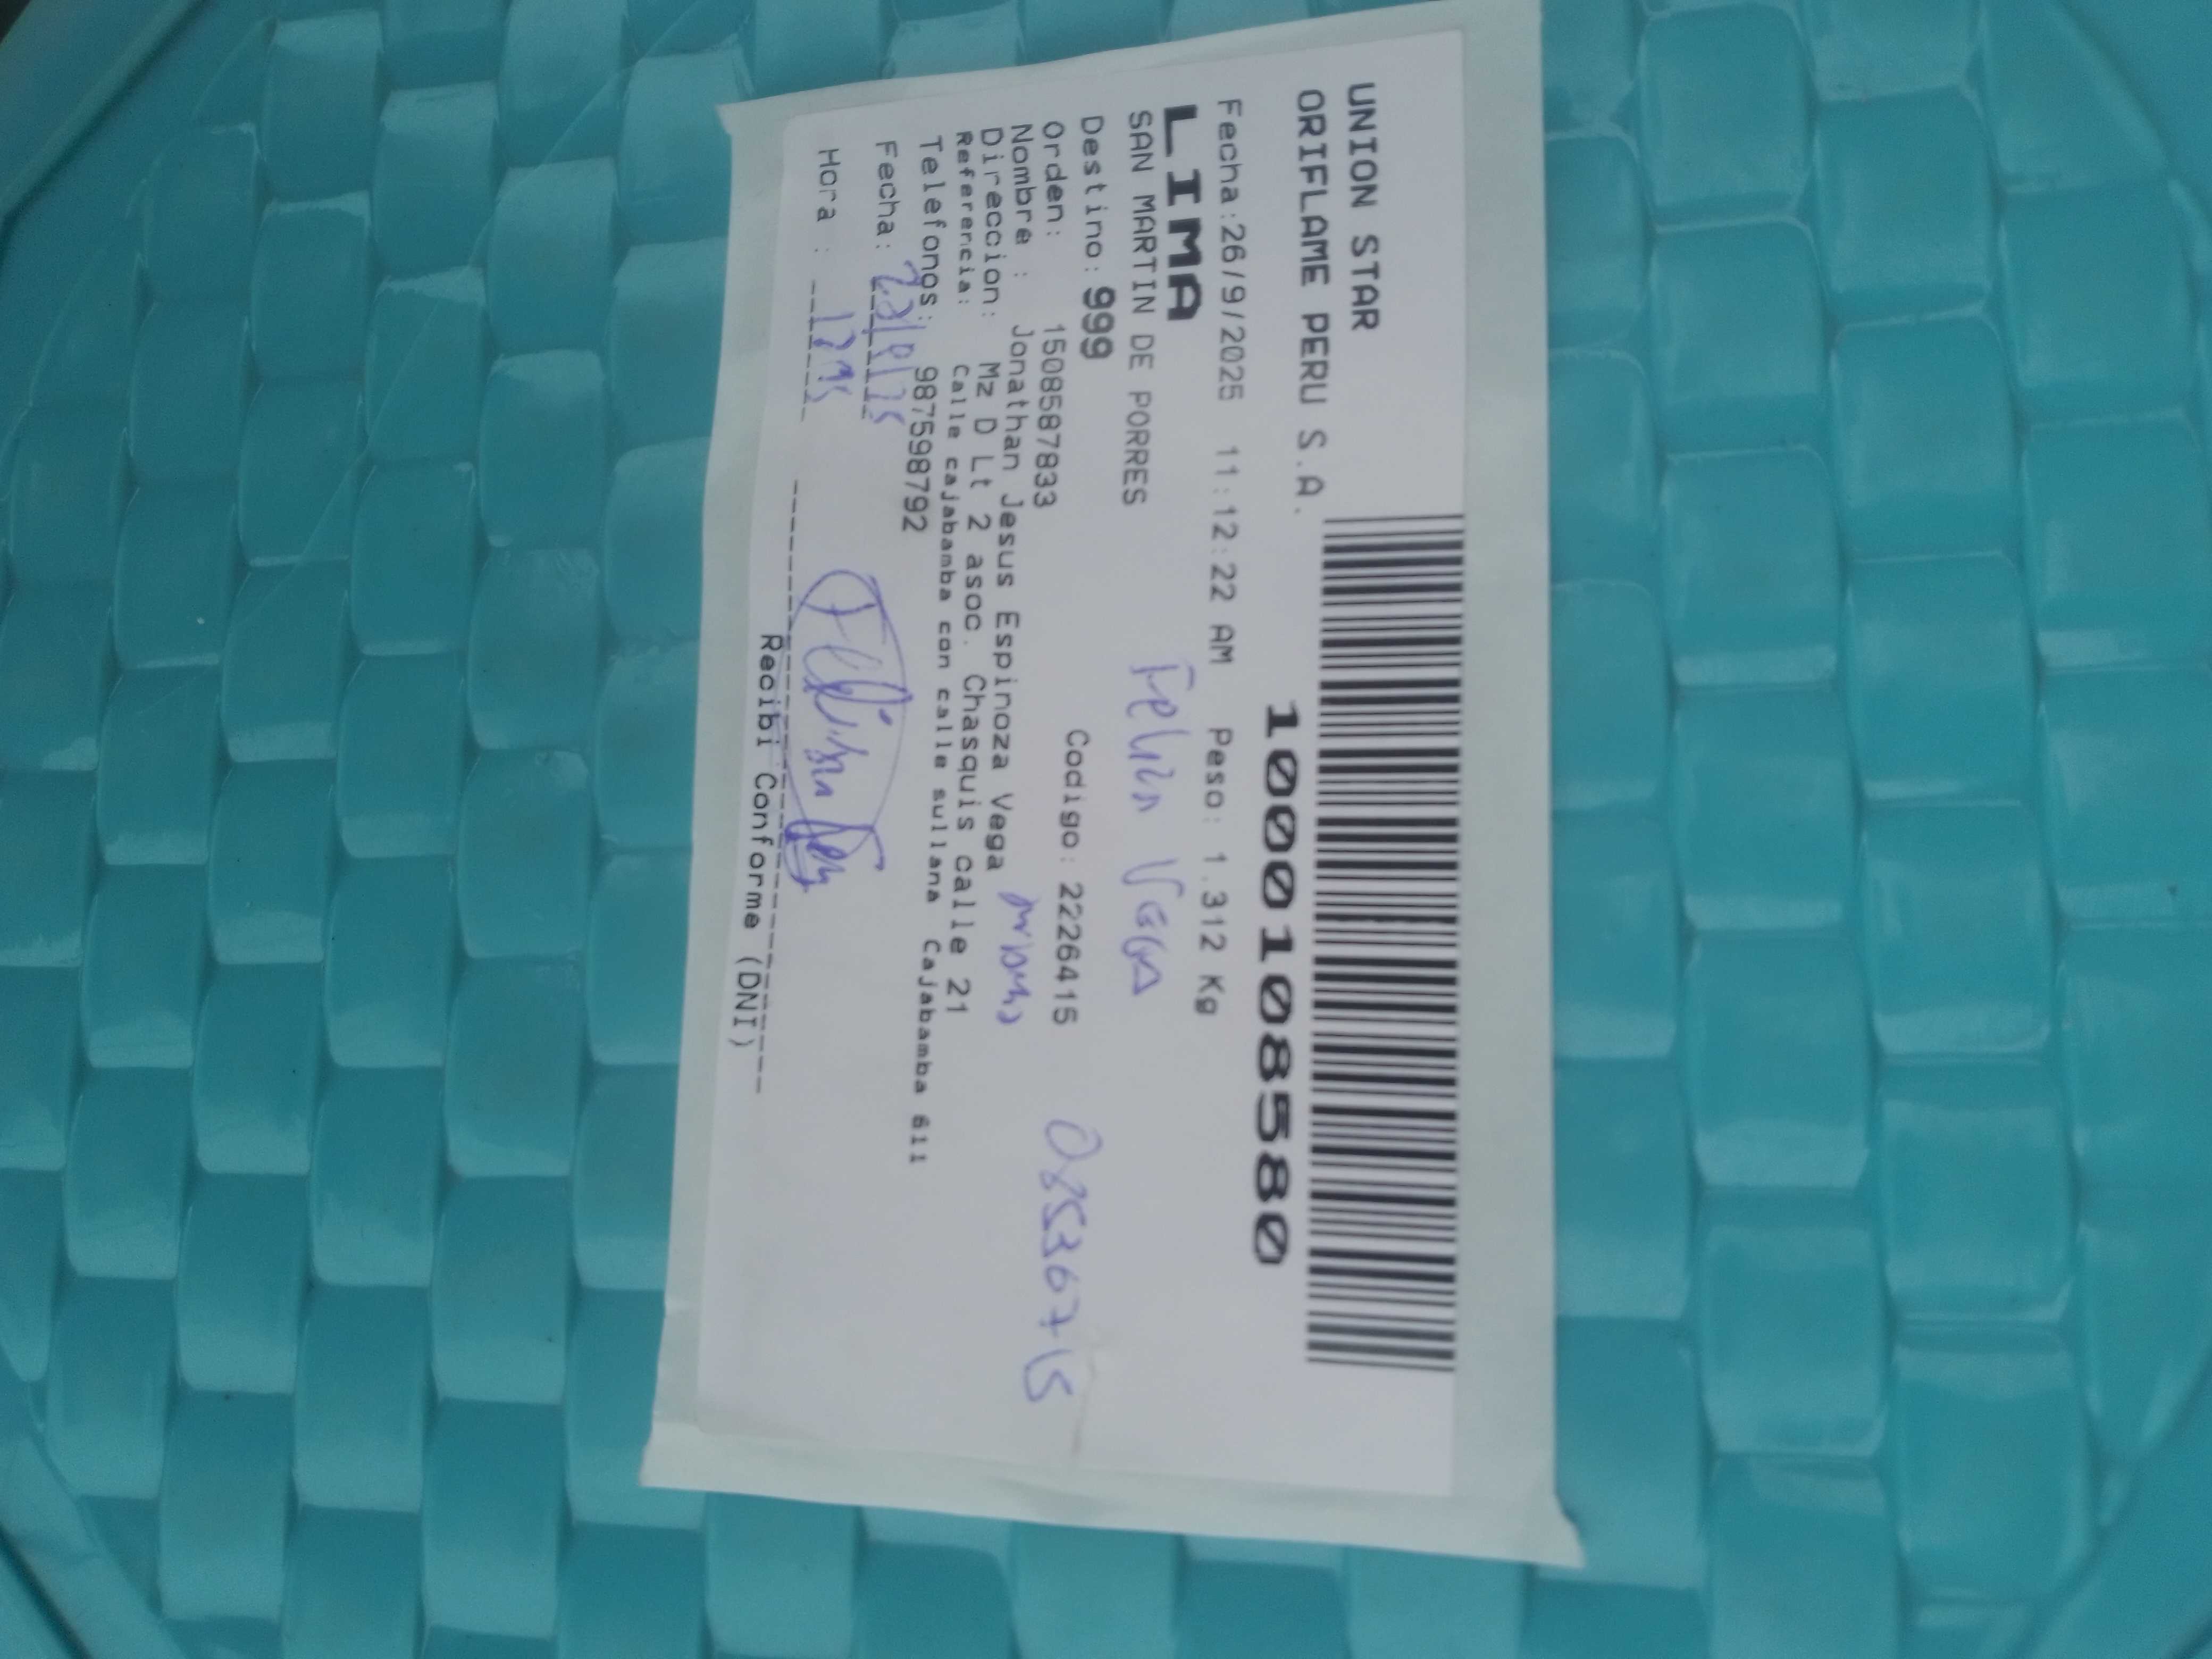 UNION STAR
ORIFLAME PERU S.A.
1000108580
Fecha:26/9/2025 11:12:22 AM Peso: 1.312 Kg
LIMA
SAN MARTIN DE PORRES
Vega
Destino: 999
Orden: 1508587833 Codigo: 2226415
Nombre : Jonathan Jesus Espinoza Vega
Direccion: Mz D Lt 2 asoc. Chasquis calle 21
Referencia: Calle cajabamba con calle sullana Cajabamba 611
Telefonos: 987598792
Fecha:
Hora :
Recibi Conforme (DNI)